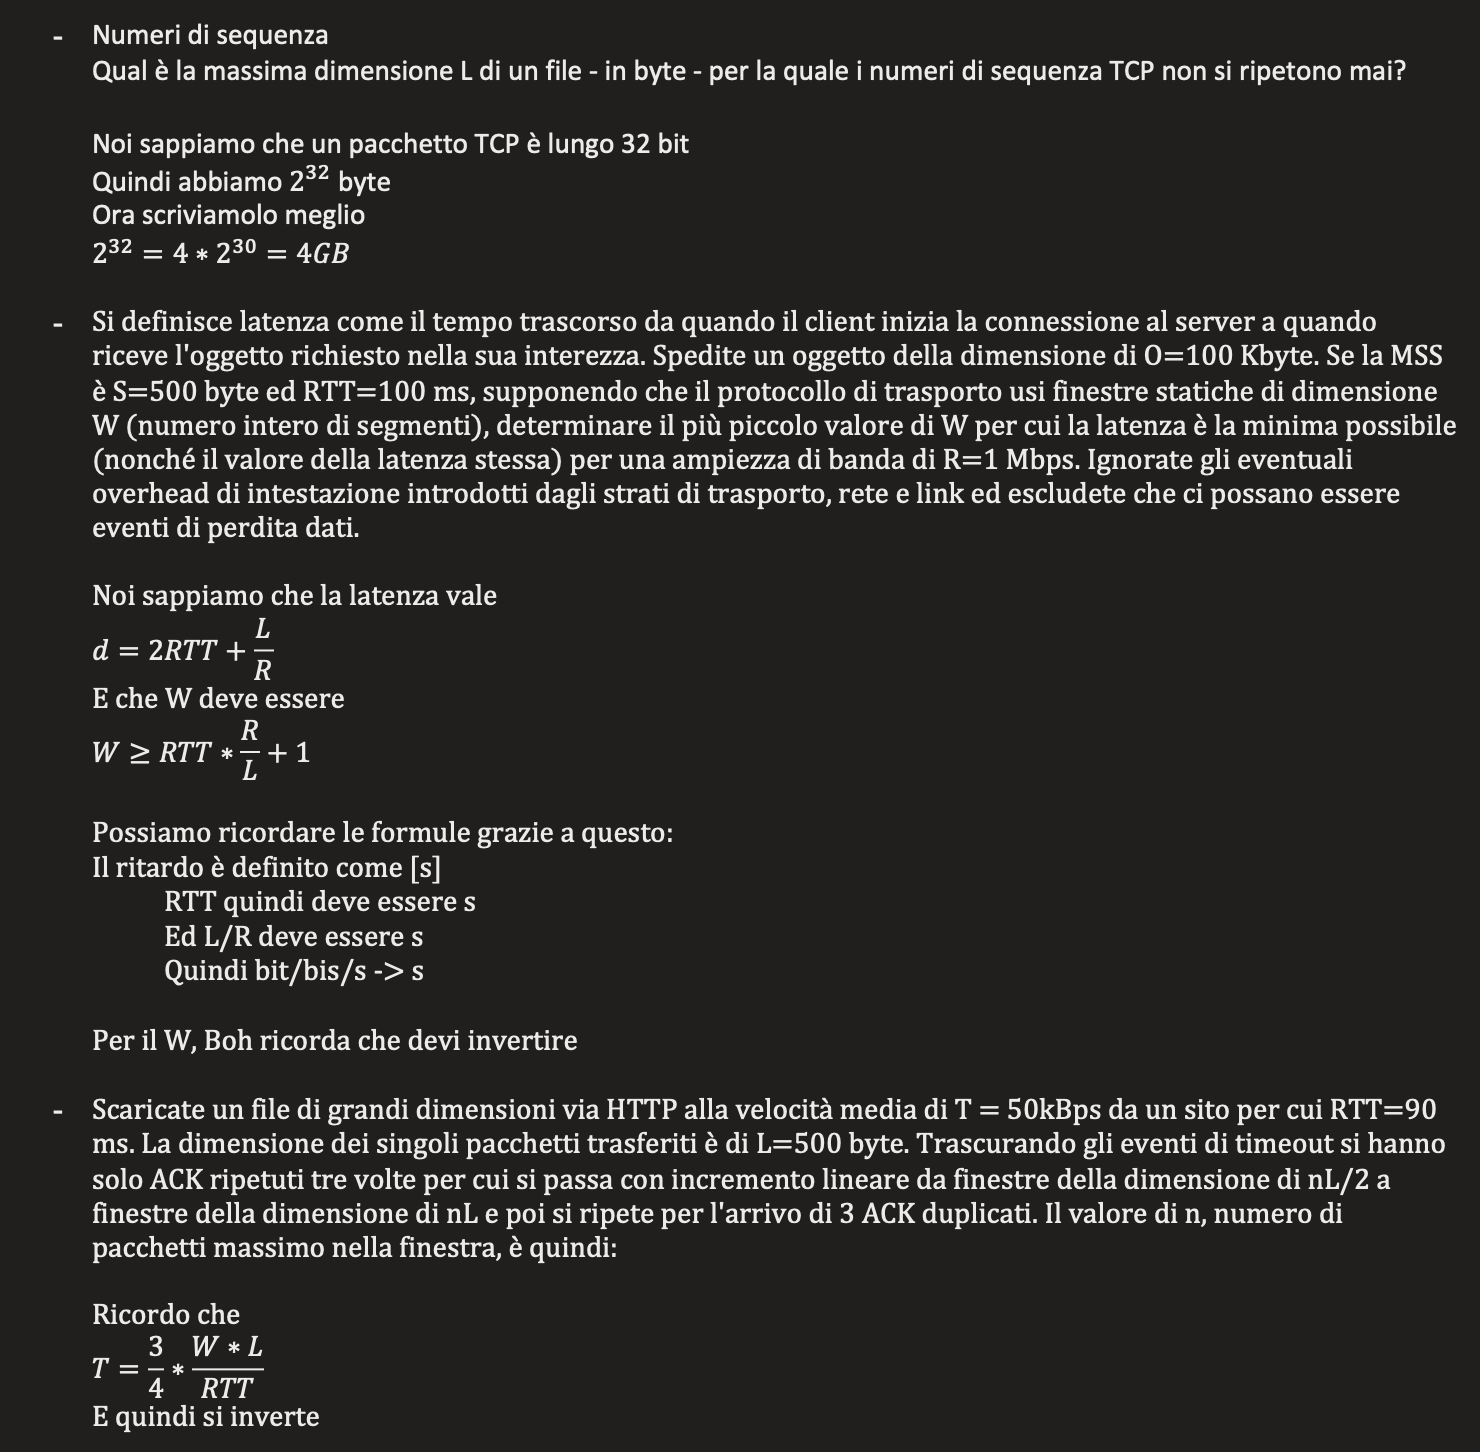 - Numeri di sequenza
Qual è la massima dimensione L di un file - in byte - per la quale i numeri di sequenza TCP non si ripetono mai?
Noi sappiamo che un pacchetto TCP è lungo 32 bit
Quindi abbiamo 2^32 byte
Ora scriviamolo meglio
2^32 = 4 * 2^30 = 4GB
- Si definisce latenza come il tempo trascorso da quando il client inizia la connessione al server a quando
riceve l'oggetto richiesto nella sua interezza. Spedite un oggetto della dimensione di O=100 Kbyte. Se la MSS
è S=500 byte ed RTT=100 ms, supponendo che il protocollo di trasporto usi finestre statiche di dimensione
W (numero intero di segmenti), determinare il più piccolo valore di W per cui la latenza è la minima possibile
(nonché il valore della latenza stessa) per una ampiezza di banda di R=1 Mbps. Ignorate gli eventuali
overhead di intestazione introdotti dagli strati di trasporto, rete e link ed escludete che ci possano essere
eventi di perdita dati.
Noi sappiamo che la latenza vale
d = 2RTT + L/R
E che W deve essere
W ≥ RTT * R/L + 1
Possiamo ricordare le formule grazie a questo:
Il ritardo è definito come [s]
RTT quindi deve essere s
Ed L/R deve essere s
Quindi bit/bis/s -> s
Per il W, Boh ricorda che devi invertire
- Scaricate un file di grandi dimensioni via HTTP alla velocità media di T = 50kBps da un sito per cui RTT=90
ms. La dimensione dei singoli pacchetti trasferiti è di L=500 byte. Trascurando gli eventi di timeout si hanno
solo ACK ripetuti tre volte per cui si passa con incremento lineare da finestre della dimensione di nL/2 a
finestre della dimensione di nL e poi si ripete per l'arrivo di 3 ACK duplicati. Il valore di n, numero di
pacchetti massimo nella finestra, è quindi:
Ricordo che
T = 3/4 * W * L/RTT
E quindi si inverte